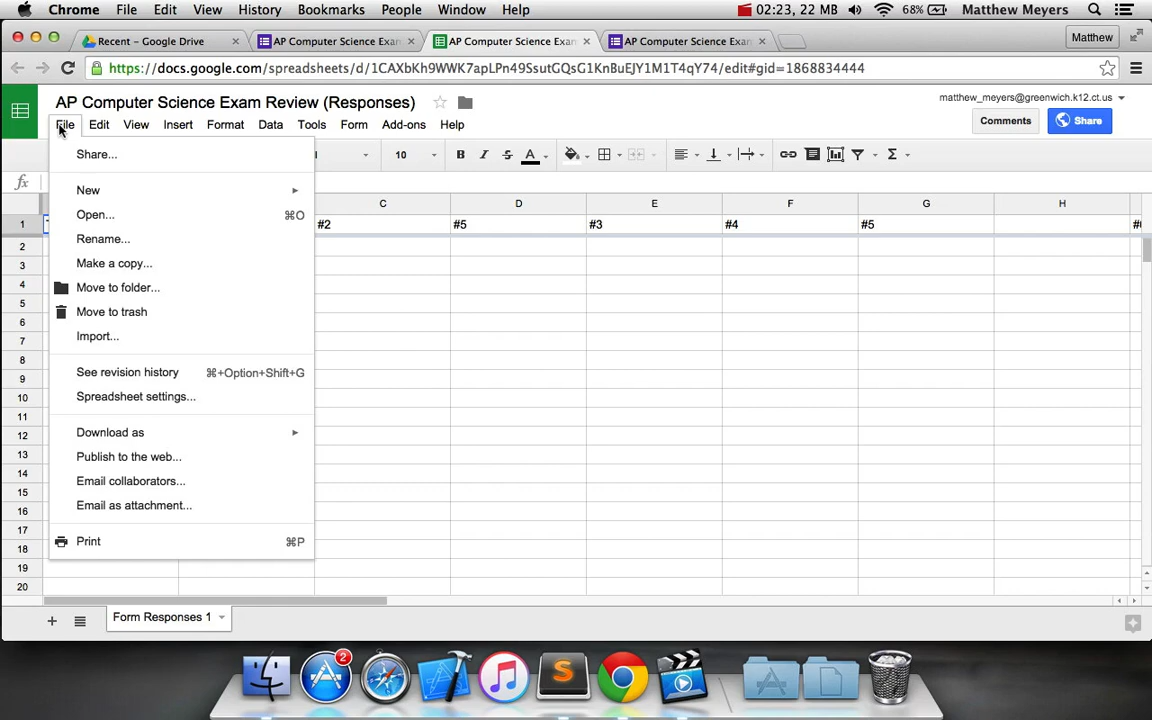 Chrome File Edit View History Bookmarks People Window Help 02:23, 22 MB 68% Matthew Meyers
Recent – Google Drive × AP Computer Science Exam × AP Computer Science Exam × AP Computer Science Exam × Matthew
https://docs.google.com/spreadsheets/d/1CAXbKh9WWK7apLPn49SsutGQsG1KnBuEJY1M1T4qY74/edit#gid=1868834444
AP Computer Science Exam Review (Responses) matthew_meyers@greenwich.k12.ct.us
File Edit View Insert Format Data Tools Form Add-ons Help Comments Share
Share...
10 B I S A Σ
fx
New
C D E F G H
Open... ⌘O
1 #2 #5 #3 #4 #5
Rename...
2
Make a copy...
3
Move to folder...
4
5
Move to trash
6
Import...
7
8
See revision history ⌘+Option+Shift+G
9
Spreadsheet settings...
10
11
Download as
12
Publish to the web...
13
Email collaborators...
14
15
Email as attachment...
16
17
Print ⌘P
18
19
20
+ Form Responses 1
2
S